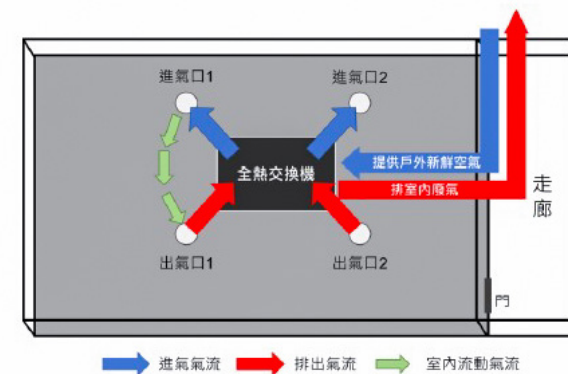 進氣口1
進氣口2
全熱交換機
提供戶外新鮮空氣
排室內廢氣
走廊
出氣口1
出氣口2
門
進氣氣流
排出氣流
室內流動氣流